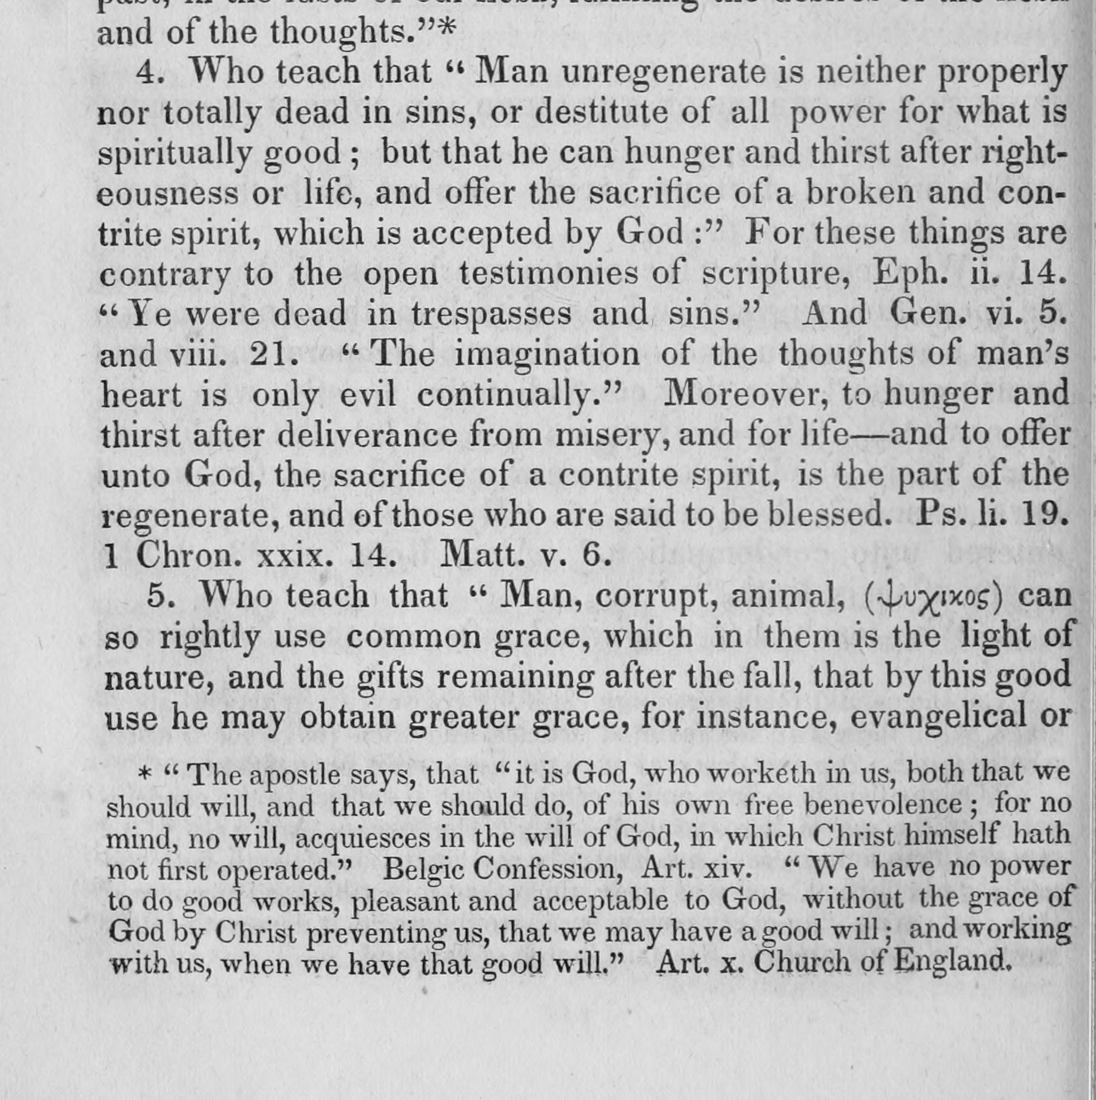 and of the thoughts.”*
4. Who teach that “ Man unregenerate is neither properly
nor totally dead in sins, or destitute of all power for what is
spiritually good ; but that he can hunger and thirst after right-
eousness or life, and offer the sacrifice of a broken and con-
trite spirit, which is accepted by God :” For these things are
contrary to the open testimonies of scripture, Eph. ii. 14.
“ Ye were dead in trespasses and sins.” And Gen. vi. 5.
and viii. 21. “ The imagination of the thoughts of man’s
heart is only evil continually.” Moreover, to hunger and
thirst after deliverance from misery, and for life—and to offer
unto God, the sacrifice of a contrite spirit, is the part of the
regenerate, and of those who are said to be blessed. Ps. li. 19.
1 Chron. xxix. 14. Matt. v. 6.
5. Who teach that “ Man, corrupt, animal, (ψυχικος) can
so rightly use common grace, which in them is the light of
nature, and the gifts remaining after the fall, that by this good
use he may obtain greater grace, for instance, evangelical or
* “ The apostle says, that “it is God, who worketh in us, both that we
should will, and that we should do, of his own free benevolence ; for no
mind, no will, acquiesces in the will of God, in which Christ himself hath
not first operated.” Belgic Confession, Art. xiv. “ We have no power
to do good works, pleasant and acceptable to God, without the grace of
God by Christ preventing us, that we may have a good will ; and working
with us, when we have that good will.” Art. x. Church of England.